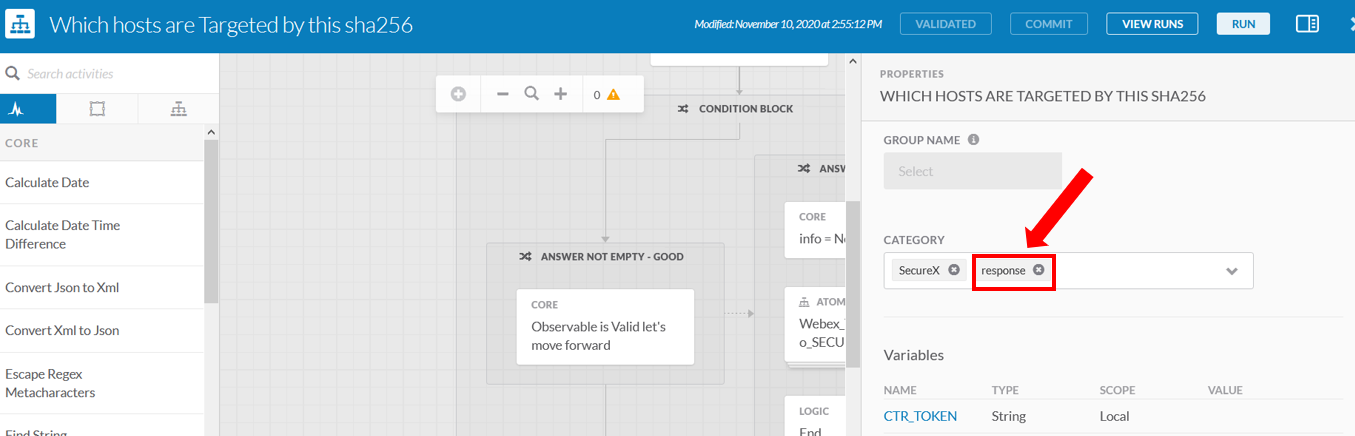 Which hosts are Targeted by this sha256
Modified: November 10, 2020 at 2:55:12 PM
VALIDATED
COMMIT
VIEW RUNS
RUN
Search activities
CORE
Calculate Date
Calculate Date Time
Difference
Convert Json to Xml
Convert Xml to Json
Escape Regex
Metacharacters
Find String
0
CONDITION BLOCK
ANSWER NOT EMPTY - GOOD
CORE
Observable is Valid let's
move forward
ANSW
CORE
info = N
ATOM
Webex_
o_SECU
LOGIC
End
PROPERTIES
WHICH HOSTS ARE TARGETED BY THIS SHA256
GROUP NAME
Select
CATEGORY
SecureX
response
Variables
NAME TYPE SCOPE VALUE
CTR_TOKEN String Local